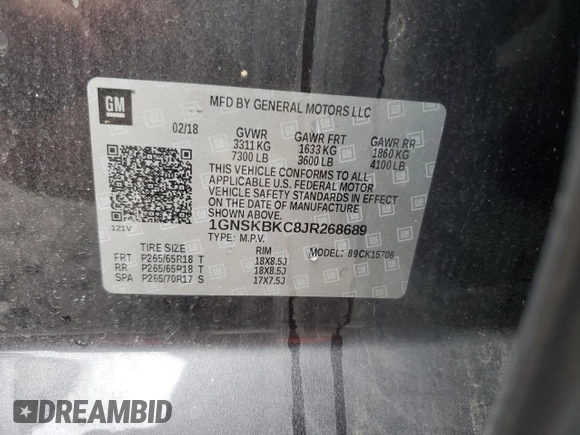 GM
MFD BY GENERAL MOTORS LLC
02/18
GVWR GAWR FRT GAWR RR
3311 KG 1633 KG 1860 KG
7300 LB 3600 LB 4100 LB
THIS VEHICLE CONFORMS TO ALL
APPLICABLE U.S. FEDERAL MOTOR
VEHICLE SAFETY STANDARDS IN EFFECT
ON THE DATE OF MANUFACTURE
SHOWN ABOVE.
1GNSKBKC8JR268689
TYPE: M.P.V. MODEL: 89CK15706
121V
TIRE SIZE RIM
FRT P265/65R18 T 18X8.5J
RR P265/65R18 T 18X8.5J
SPA P265/70R17 S 17X7.5J
DREAMBID